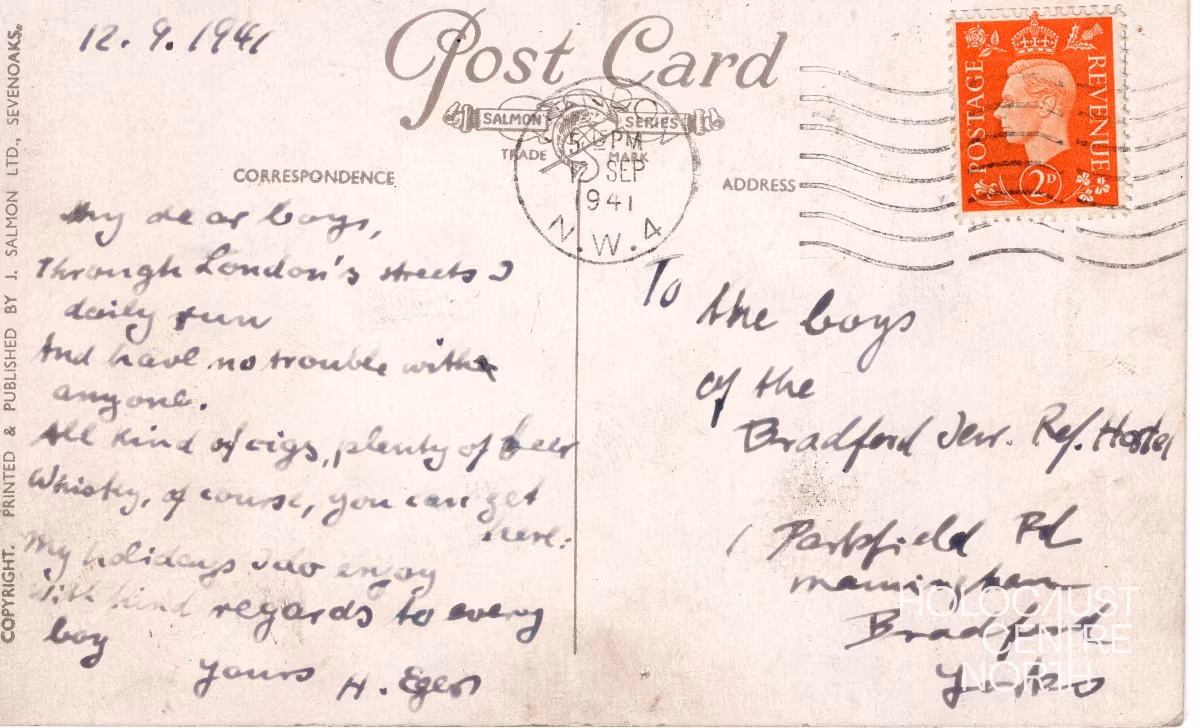 12.9.1941
Post Card
SALMON SERIES
TRADE MARK
CORRESPONDENCE
ADDRESS
5 PM
SEP
1941
N.W.4
POSTAGE
REVENUE
2D
My dear boys,
Through London's streets I
daily run
And have no trouble with
anyone.
All kind of cigs, plenty of beer
Whisky, of course, you can get
here:
My holidays I do enjoy
With kind regards to every
boy
Yours H. Eger
To
the boys
of the
Bradford Jew. Ref. Hostel
1 Parkfield Rd
Manningham
Bradford
Yorks
COPYRIGHT. PRINTED & PUBLISHED BY J. SALMON LTD., SEVENOAKS.
HOLOCAUST
CENTRE
NORTH